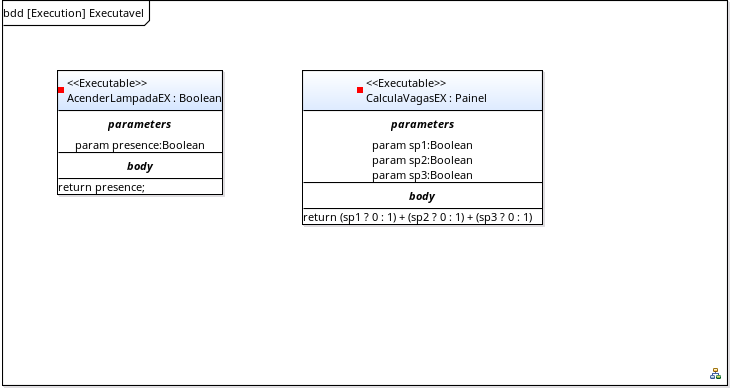 bdd [Execution] Executavel
<<Executable>>
AcenderLampadaEX : Boolean
parameters
param presence:Boolean
body
return presence;
<<Executable>>
CalculaVagasEX : Painel
parameters
param sp1:Boolean
param sp2:Boolean
param sp3:Boolean
body
return (sp1 ? 0 : 1) + (sp2 ? 0 : 1) + (sp3 ? 0 : 1)